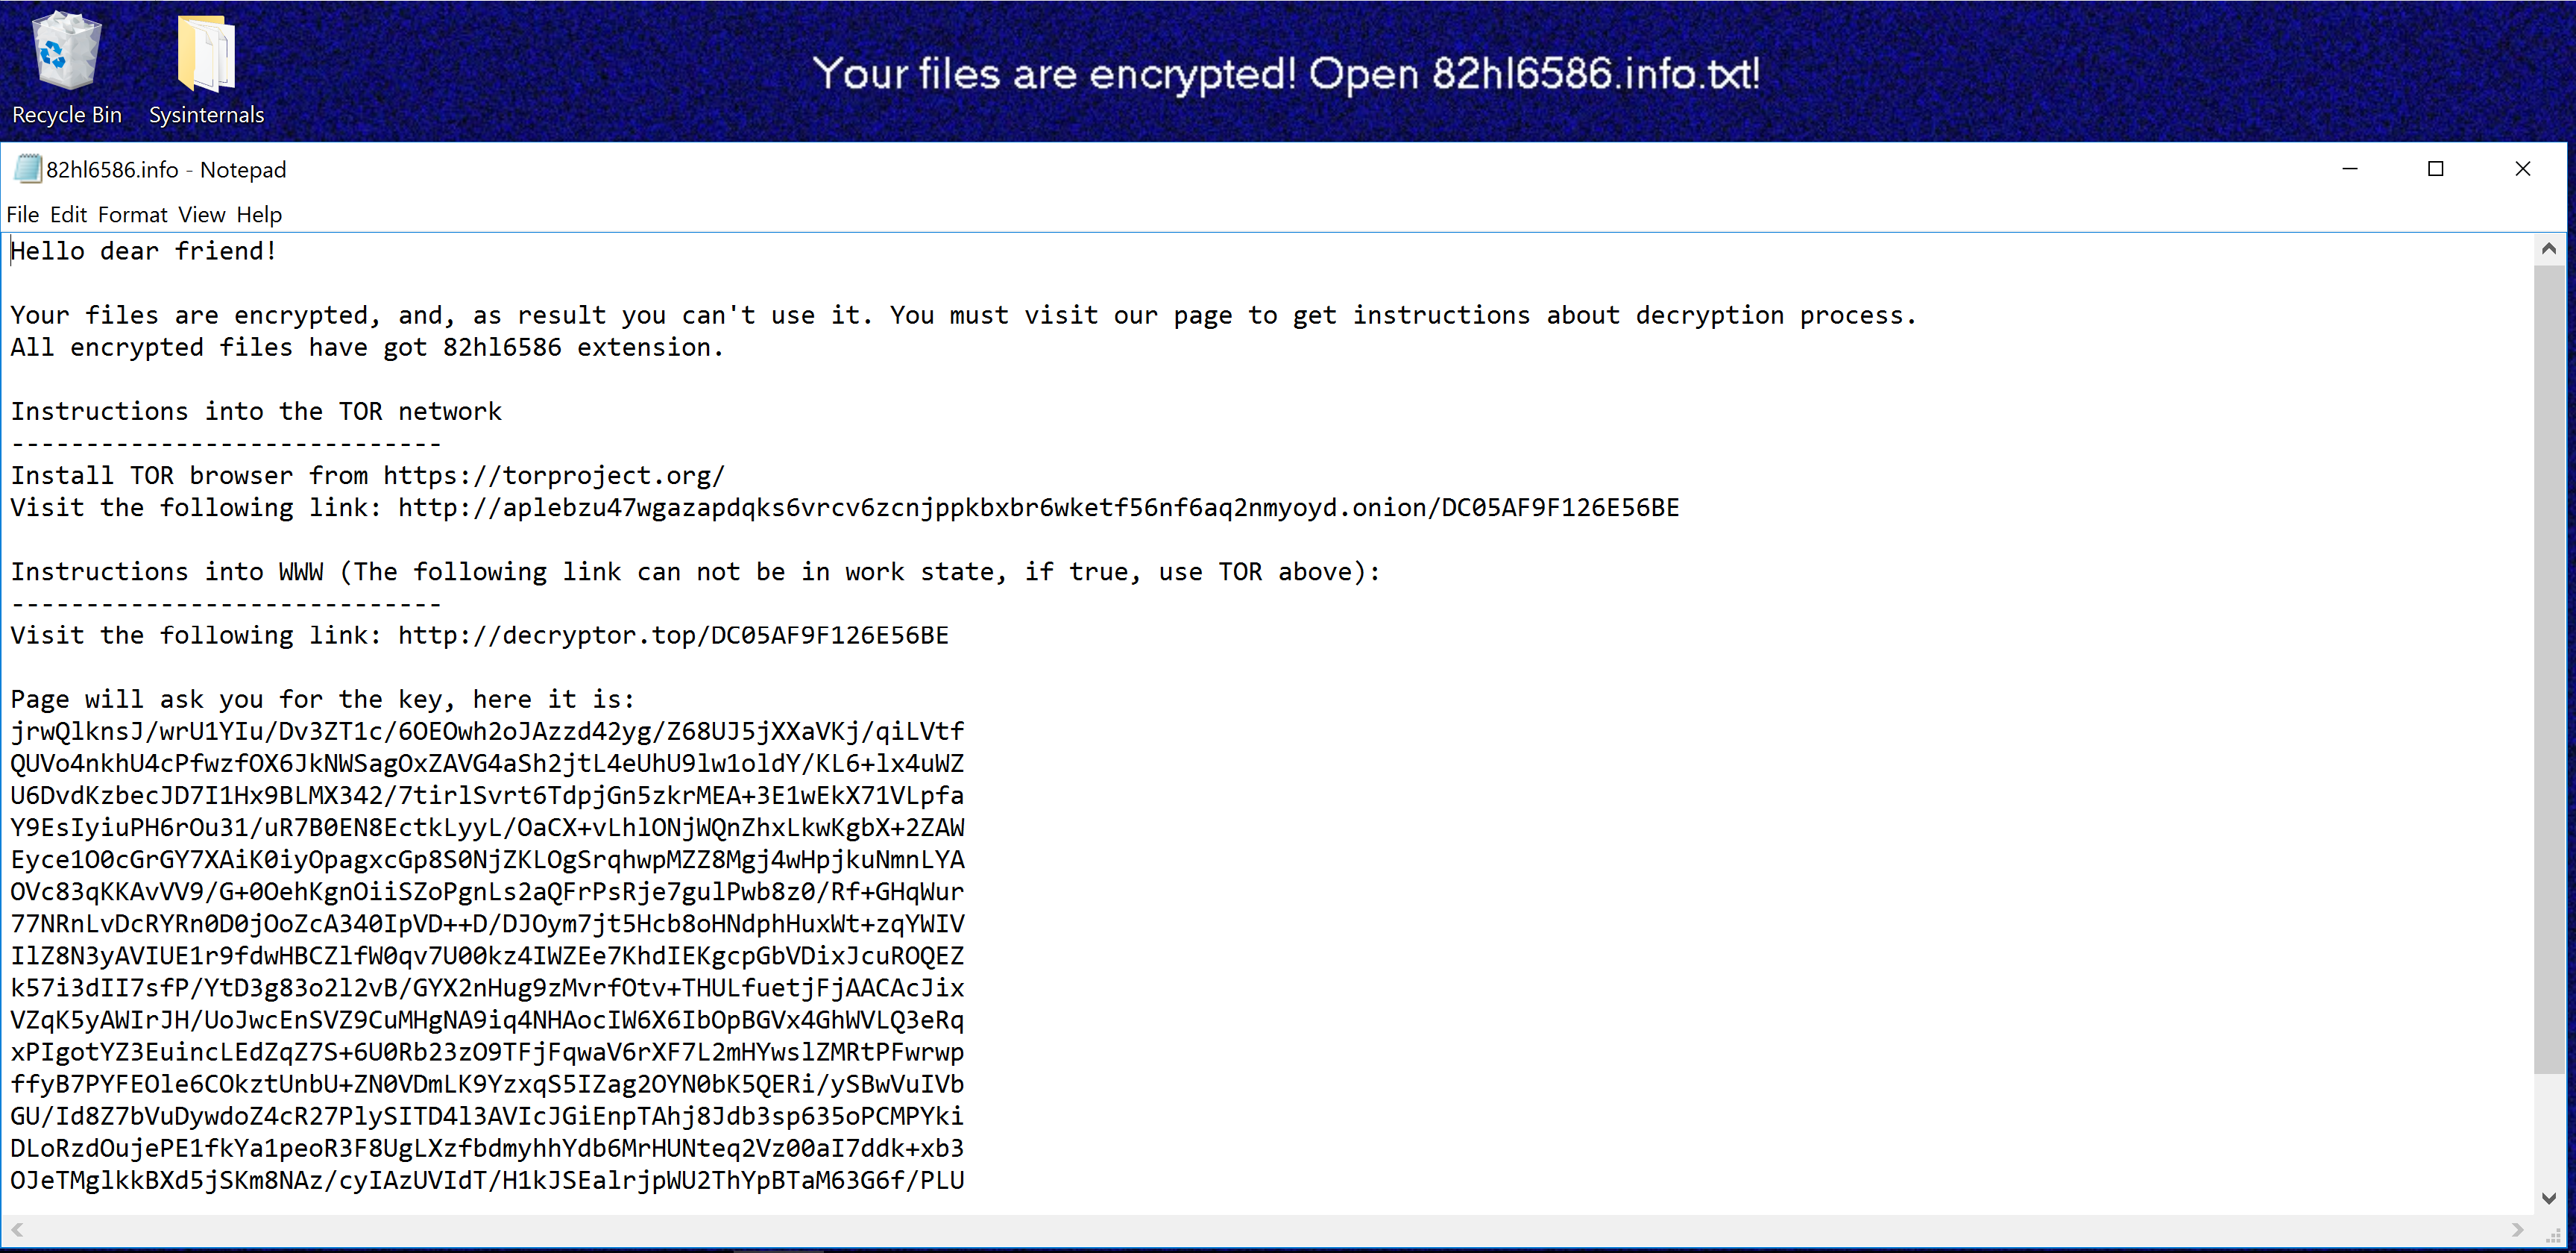 Your files are encrypted! Open 82hl6586.info.txt!
Recycle Bin
Sysinternals
82hl6586.info - Notepad
File Edit Format View Help
Hello dear friend!
Your files are encrypted, and, as result you can't use it. You must visit our page to get instructions about decryption process.
All encrypted files have got 82hl6586 extension.
Instructions into the TOR network
-----------------------------
Install TOR browser from https://torproject.org/
Visit the following link: http://aplebzu47wgazapdqks6vrcv6zcnjppkbxbr6wketf56nf6aq2nmyoyd.onion/DC05AF9F126E56BE
Instructions into WWW (The following link can not be in work state, if true, use TOR above):
-----------------------------
Visit the following link: http://decryptor.top/DC05AF9F126E56BE
Page will ask you for the key, here it is:
jrwQlknsJ/wrU1YIu/Dv3ZT1c/6OEOwh2oJAzzd42yg/Z68UJ5jXXaVKj/qiLVtf
QUVo4nkhU4cPfwzfOX6JkNWSagOxZAVG4aSh2jtL4eUhU9lw1oldY/KL6+lx4uWZ
U6DvdKzbecJD7I1Hx9BLMX342/7tirlSvrt6TdpjGn5zkrMEA+3E1wEkX71VLpfa
Y9EsIyiuPH6rOu31/uR7B0EN8EctkLyyL/OaCX+vLhlONjWQnZhxLkwKgbX+2ZAW
Eyce1O0cGrGY7XAiK0iyOpagxcGp8S0NjZKLOgSrqhwpMZZ8Mgj4wHpjkuNmnLYA
OVc83qKKAvVV9/G+0OehKgnOiiSZoPgnLs2aQFrPsRje7gulPwb8z0/Rf+GHqWur
77NRnLvDcRYRn0D0jOoZcA340IpVD++D/DJOym7jt5Hcb8oHNdphHuxWt+zqYWIV
IlZ8N3yAVIUE1r9fdwHBCZlfW0qv7U00kz4IWZEe7KhdIEKgcpGbVDixJcuROQEZ
k57i3dII7sfP/YtD3g83o2l2vB/GYX2nHug9zMvrfOtv+THULfuetjFjAACAcJix
VZqK5yAWIrJH/UoJwcEnSVZ9CuMHgNA9iq4NHAocIW6X6IbOpBGVx4GhWVLQ3eRq
xPIgotYZ3EuincLEdZqZ7S+6U0Rb23zO9TFjFqwaV6rXF7L2mHYwslZMRtPFwrwp
ffyB7PYFEOle6COkztUnbU+ZN0VDmLK9YzxqS5IZag2OYN0bK5QERi/ySBwVuIVb
GU/Id8Z7bVuDywdoZ4cR27PlySITD4l3AVIcJGiEnpTAhj8Jdb3sp635oPCMPYki
DLoRzdOujePE1fkYa1peoR3F8UgLXzfbdmyhhYdb6MrHUNteq2Vz00aI7ddk+xb3
OJeTMglkkBXd5jSKm8NAz/cyIAzUVIdT/H1kJSEalrjpWU2ThYpBTaM63G6f/PLU